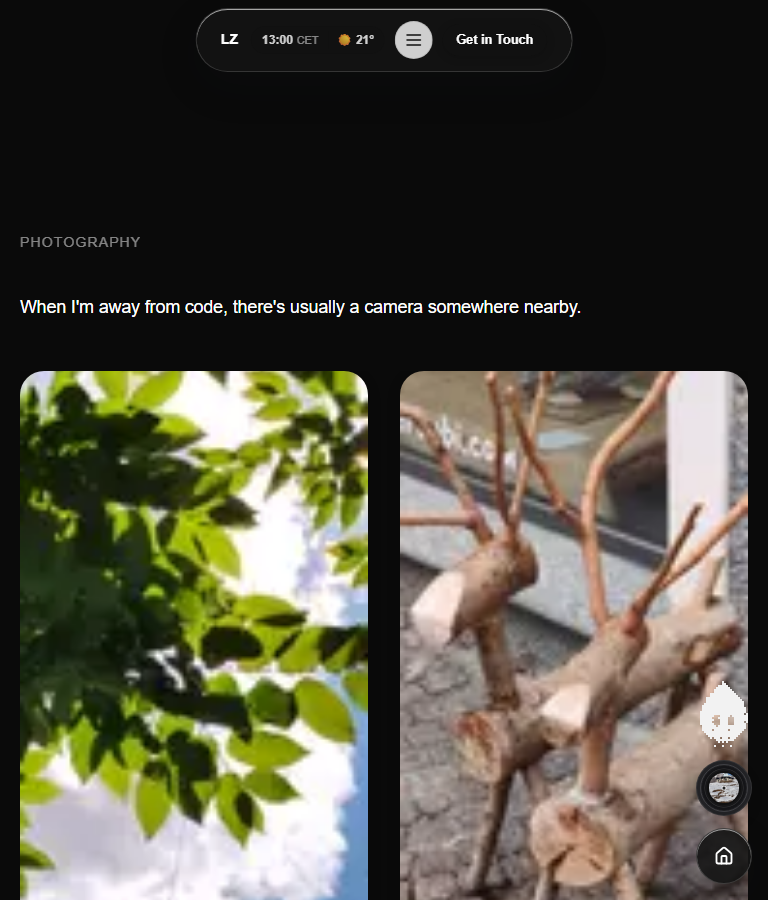 LZ 13:00 CET 21° Get in Touch
PHOTOGRAPHY
When I'm away from code, there's usually a camera somewhere nearby.